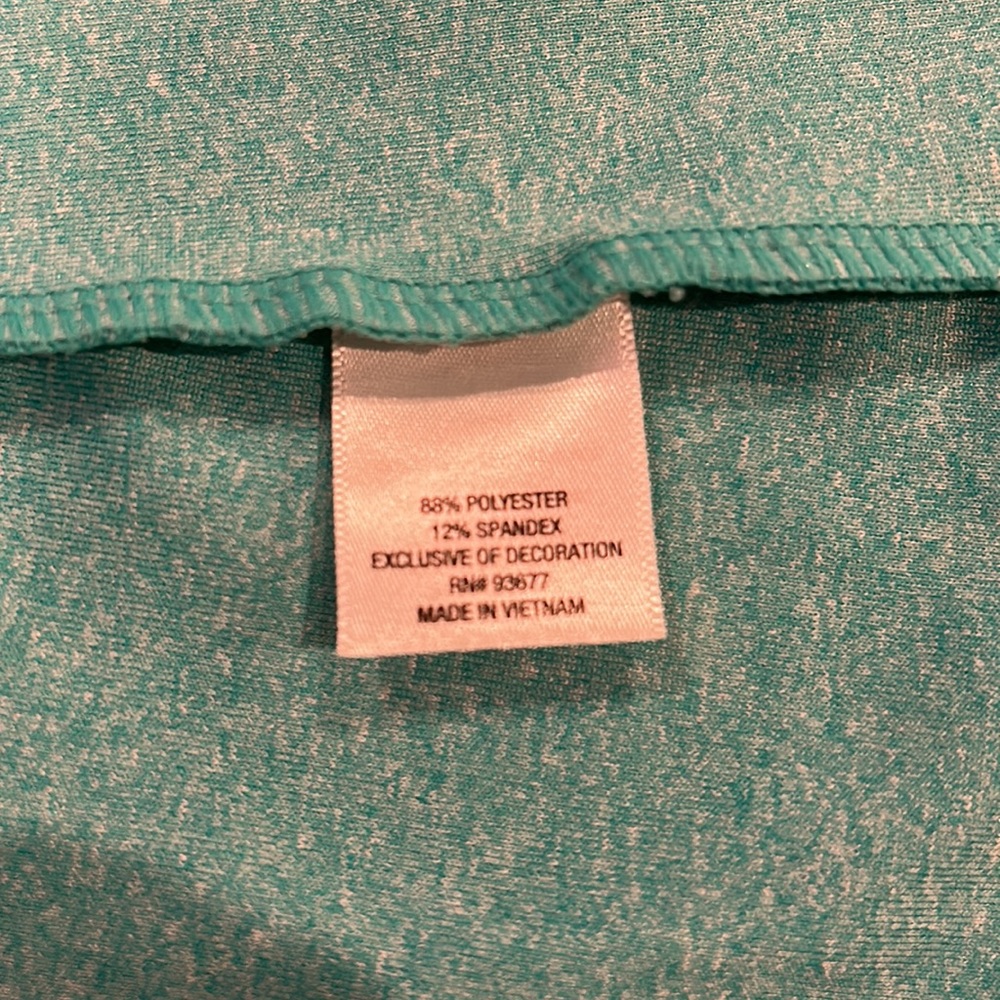 88% POLYESTER
12% SPANDEX
EXCLUSIVE OF DECORATION
RN# 93677
MADE IN VIETNAM